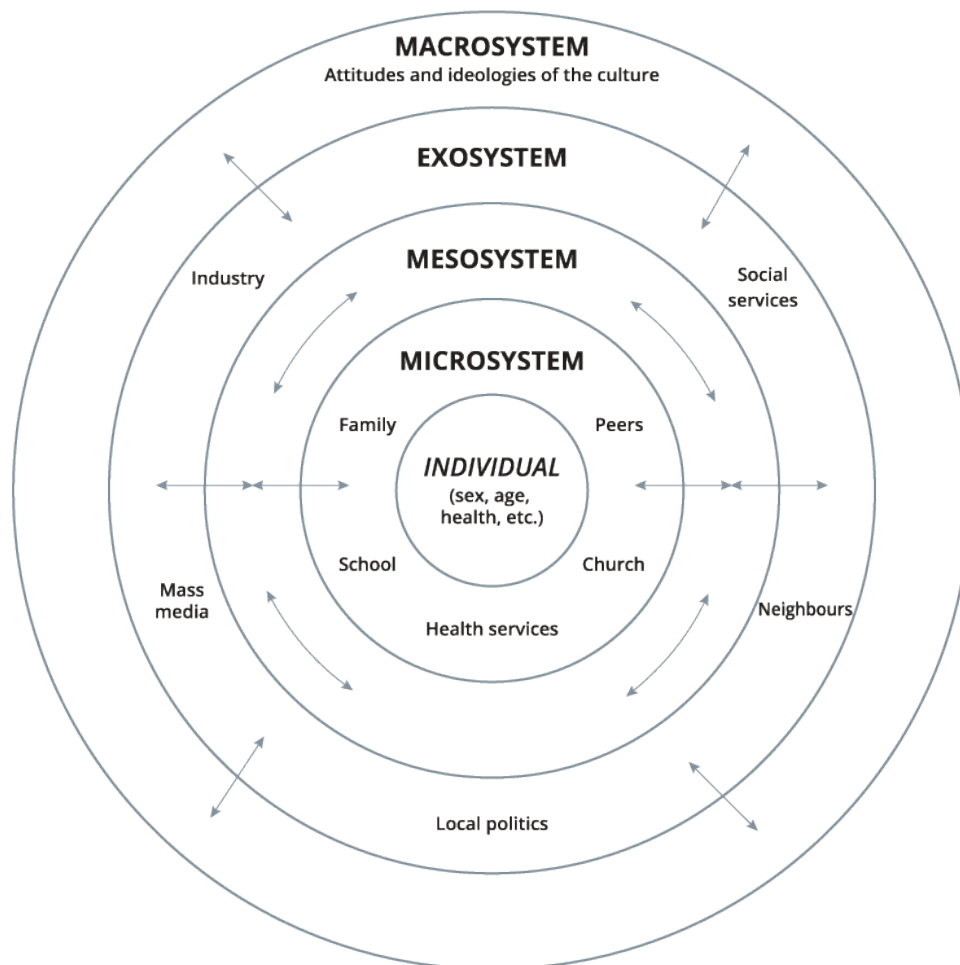 MACROSYSTEM
Attitudes and ideologies of the culture
EXOSYSTEM
MESOSYSTEM
Industry
Social
services
MICROSYSTEM
Family
Peers
INDIVIDUAL
(sex, age,
health, etc.)
School
Church
Mass
media
Neighbours
Health services
Local politics